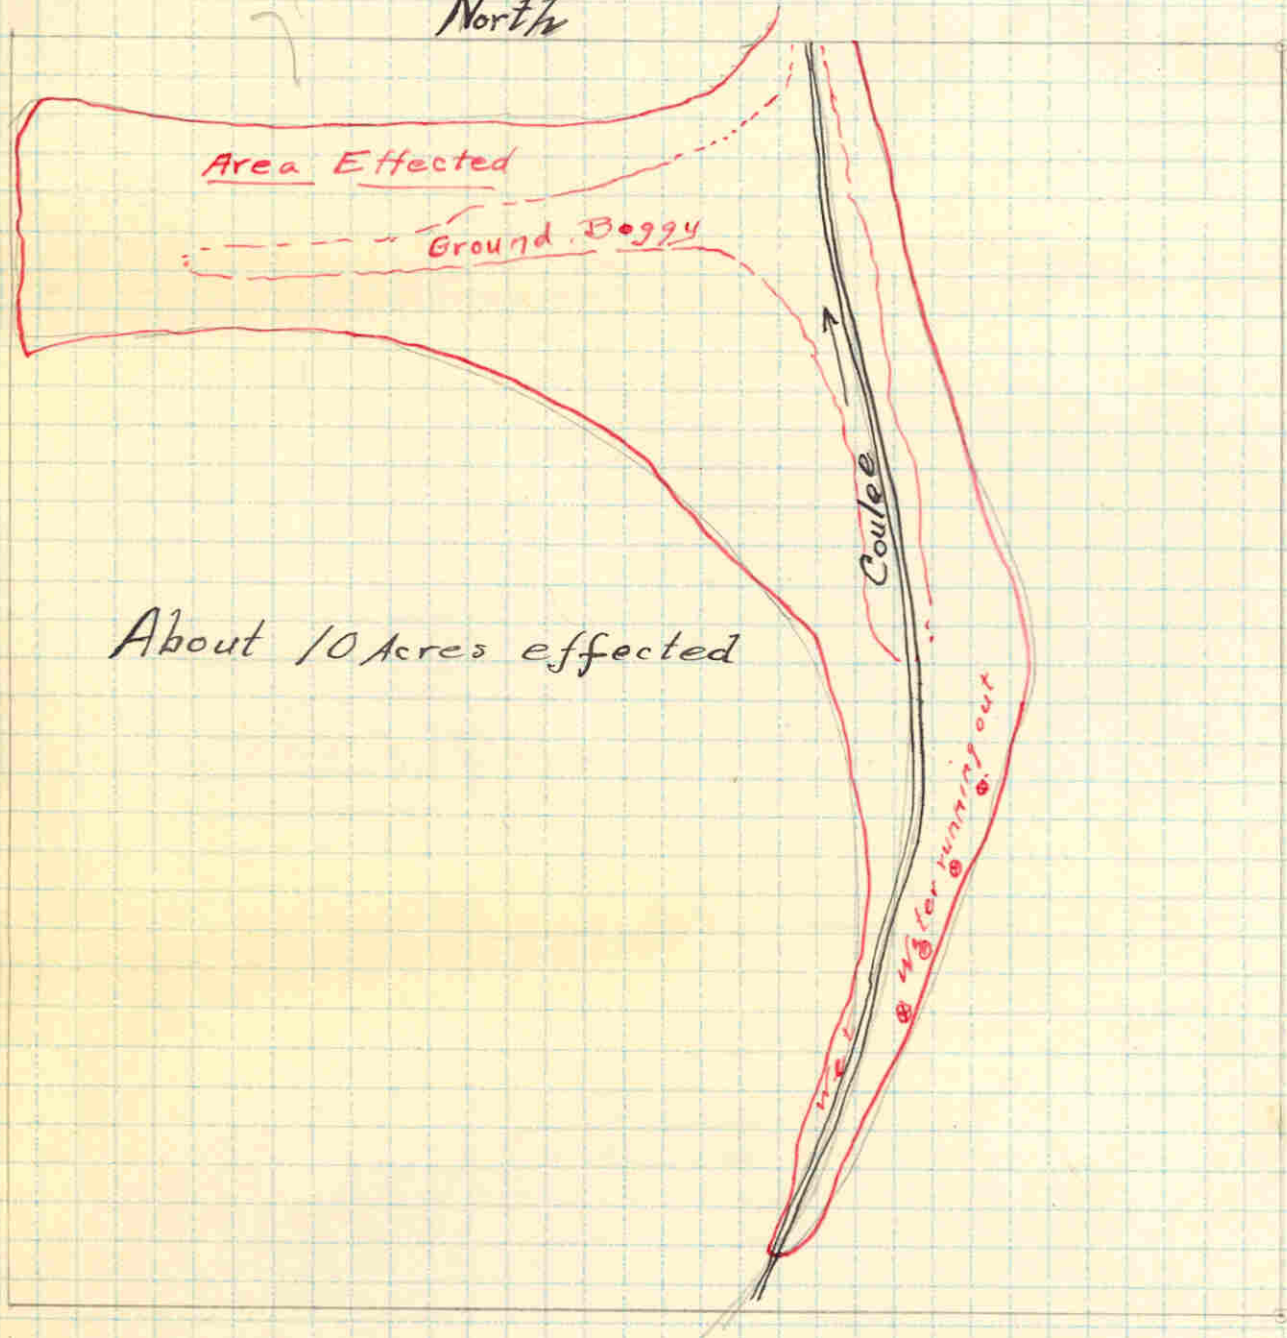 North
Area Effected
Ground Boggy
Coulee
About 10 Acres effected
Water running out
Wet